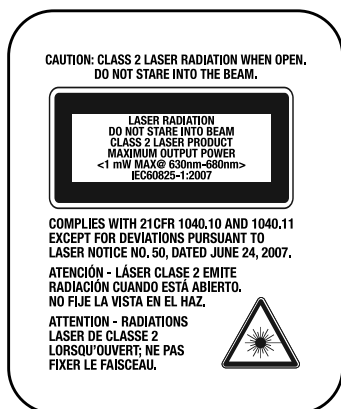 CAUTION: CLASS 2 LASER RADIATION WHEN OPEN.
DO NOT STARE INTO THE BEAM.
LASER RADIATION
DO NOT STARE INTO BEAM
CLASS 2 LASER PRODUCT
MAXIMUM OUTPUT POWER
<1 mW MAX@ 630nm-680nm>
IEC60825-1:2007
COMPLIES WITH 21CFR 1040.10 AND 1040.11
EXCEPT FOR DEVIATIONS PURSUANT TO
LASER NOTICE NO. 50, DATED JUNE 24, 2007.
ATENCIÓN - LÁSER CLASE 2 EMITE
RADIACIÓN CUANDO ESTÁ ABIERTO.
NO FIJE LA VISTA EN EL HAZ.
ATTENTION - RADIATIONS
LASER DE CLASSE 2
LORSQU'OUVERT; NE PAS
FIXER LE FAISCEAU.